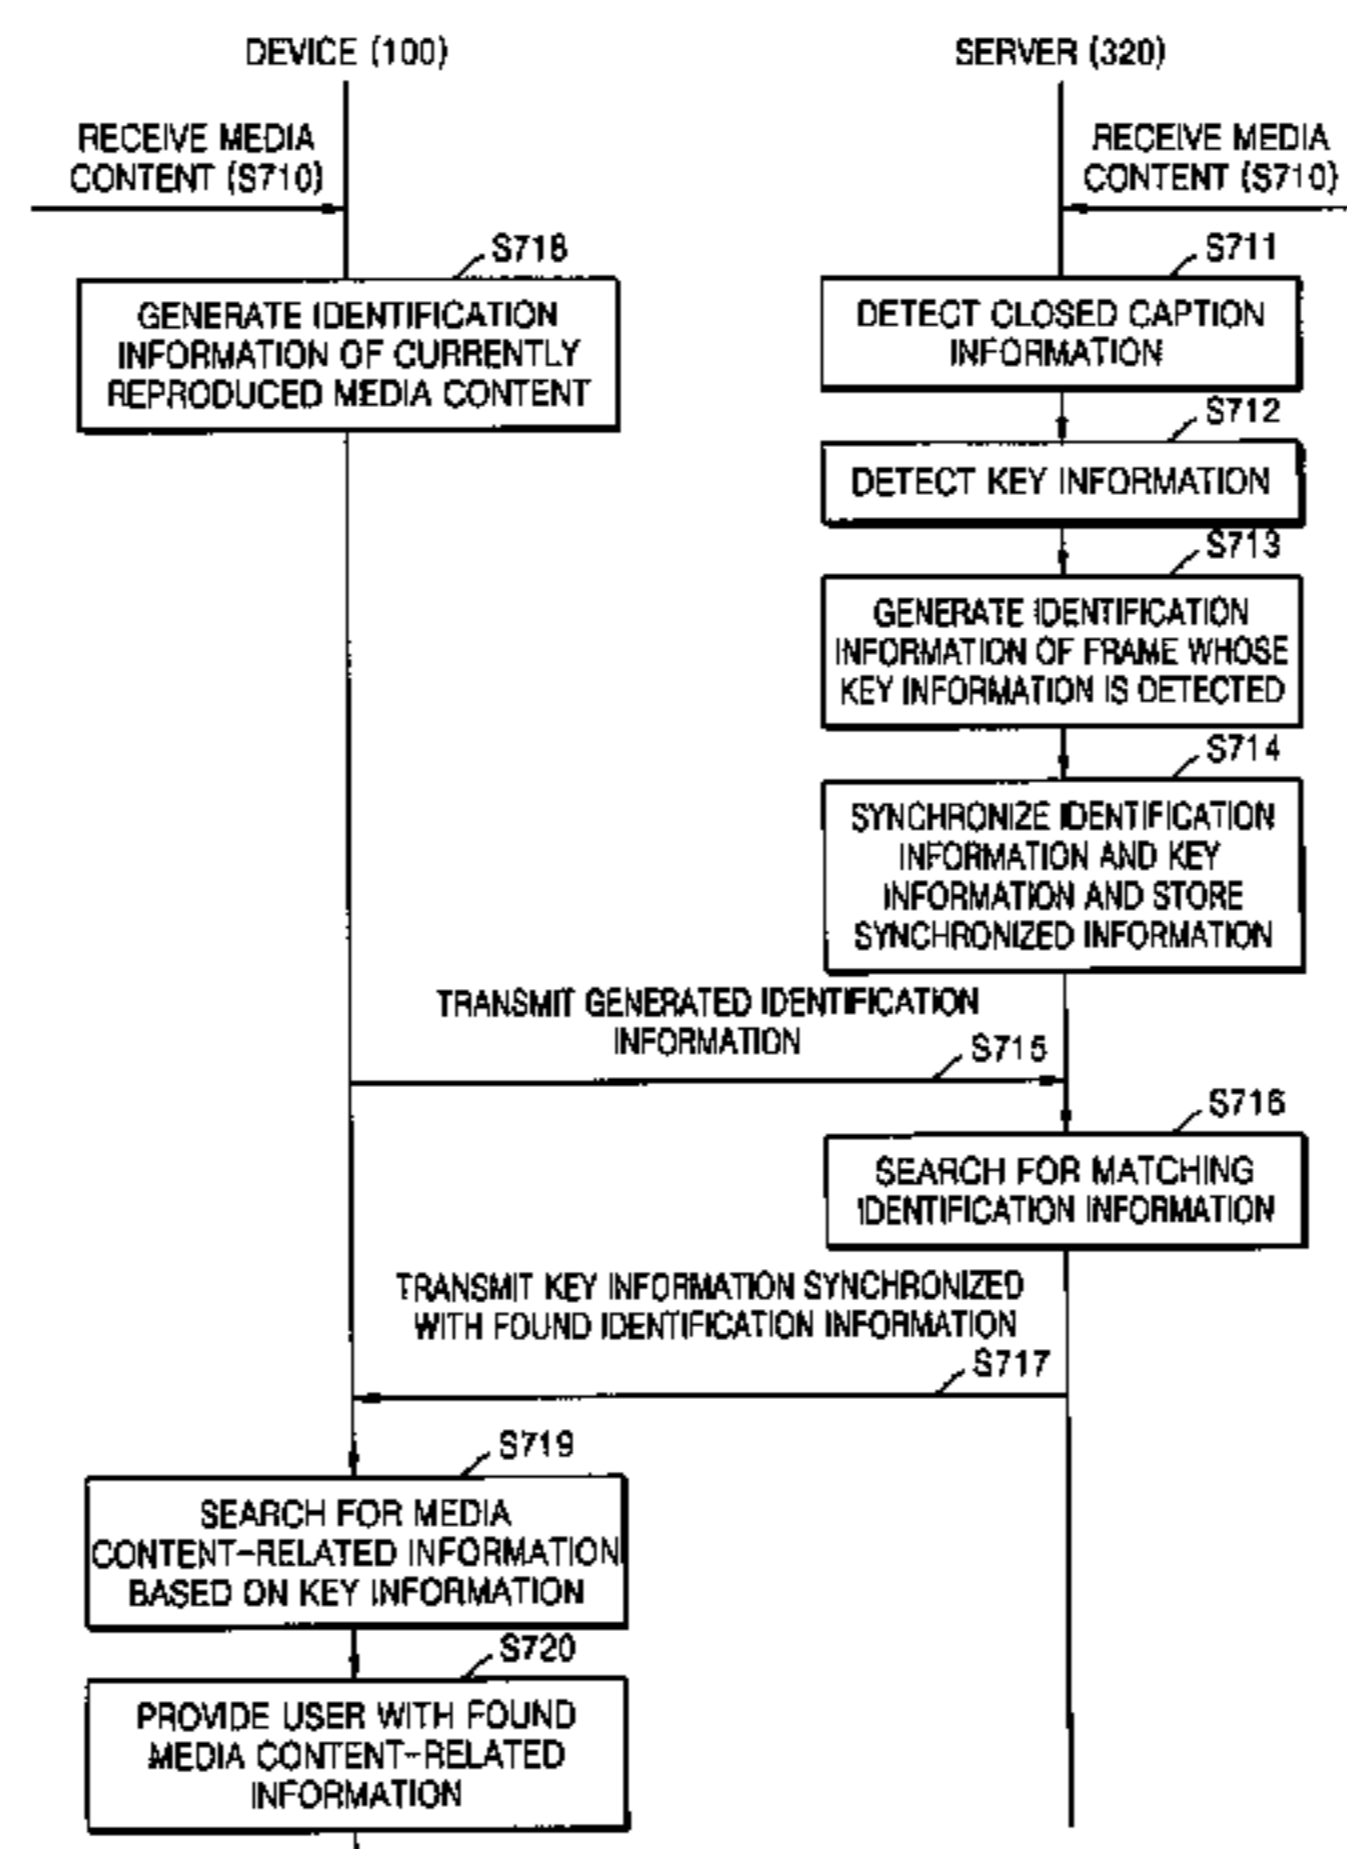 DEVICE (100)
SERVER (320)
RECEIVE MEDIA
CONTENT (S710)
RECEIVE MEDIA
CONTENT (S710)
S718
GENERATE IDENTIFICATION
INFORMATION OF CURRENTLY
REPRODUCED MEDIA CONTENT
S711
DETECT CLOSED CAPTION
INFORMATION
S712
DETECT KEY INFORMATION
S713
GENERATE IDENTIFICATION
INFORMATION OF FRAME WHOSE
KEY INFORMATION IS DETECTED
S714
SYNCHRONIZE IDENTIFICATION
INFORMATION AND KEY
INFORMATION AND STORE
SYNCHRONIZED INFORMATION
TRANSMIT GENERATED IDENTIFICATION
INFORMATION
S715
S716
SEARCH FOR MATCHING
IDENTIFICATION INFORMATION
TRANSMIT KEY INFORMATION SYNCHRONIZED
WITH FOUND IDENTIFICATION INFORMATION
S717
S719
SEARCH FOR MEDIA
CONTENT-RELATED INFORMATION
BASED ON KEY INFORMATION
S720
PROVIDE USER WITH FOUND
MEDIA CONTENT-RELATED
INFORMATION